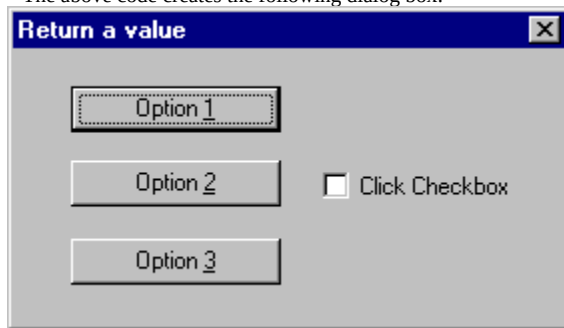 The above code creates the following dialog box:
Return a value
Option 1
Option 2
Click Checkbox
Option 3